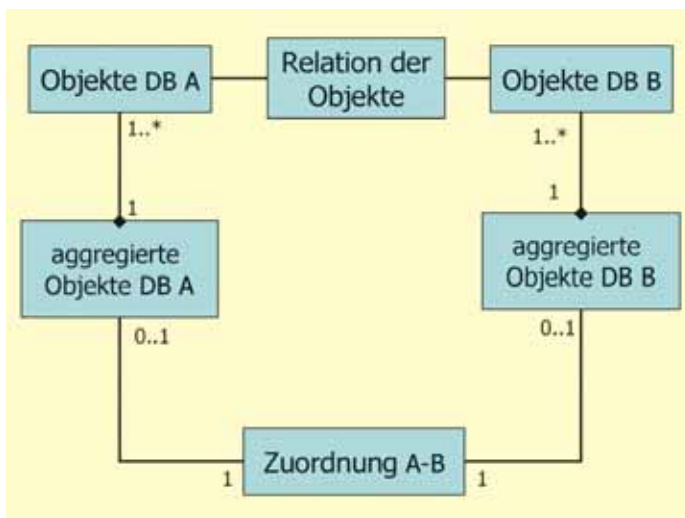 Objekte DB A
Relation der
Objekte
Objekte DB B
1..*
1..*
1
1
aggregierte
Objekte DB A
aggregierte
Objekte DB B
0..1
0..1
Zuordnung A-B
1
1